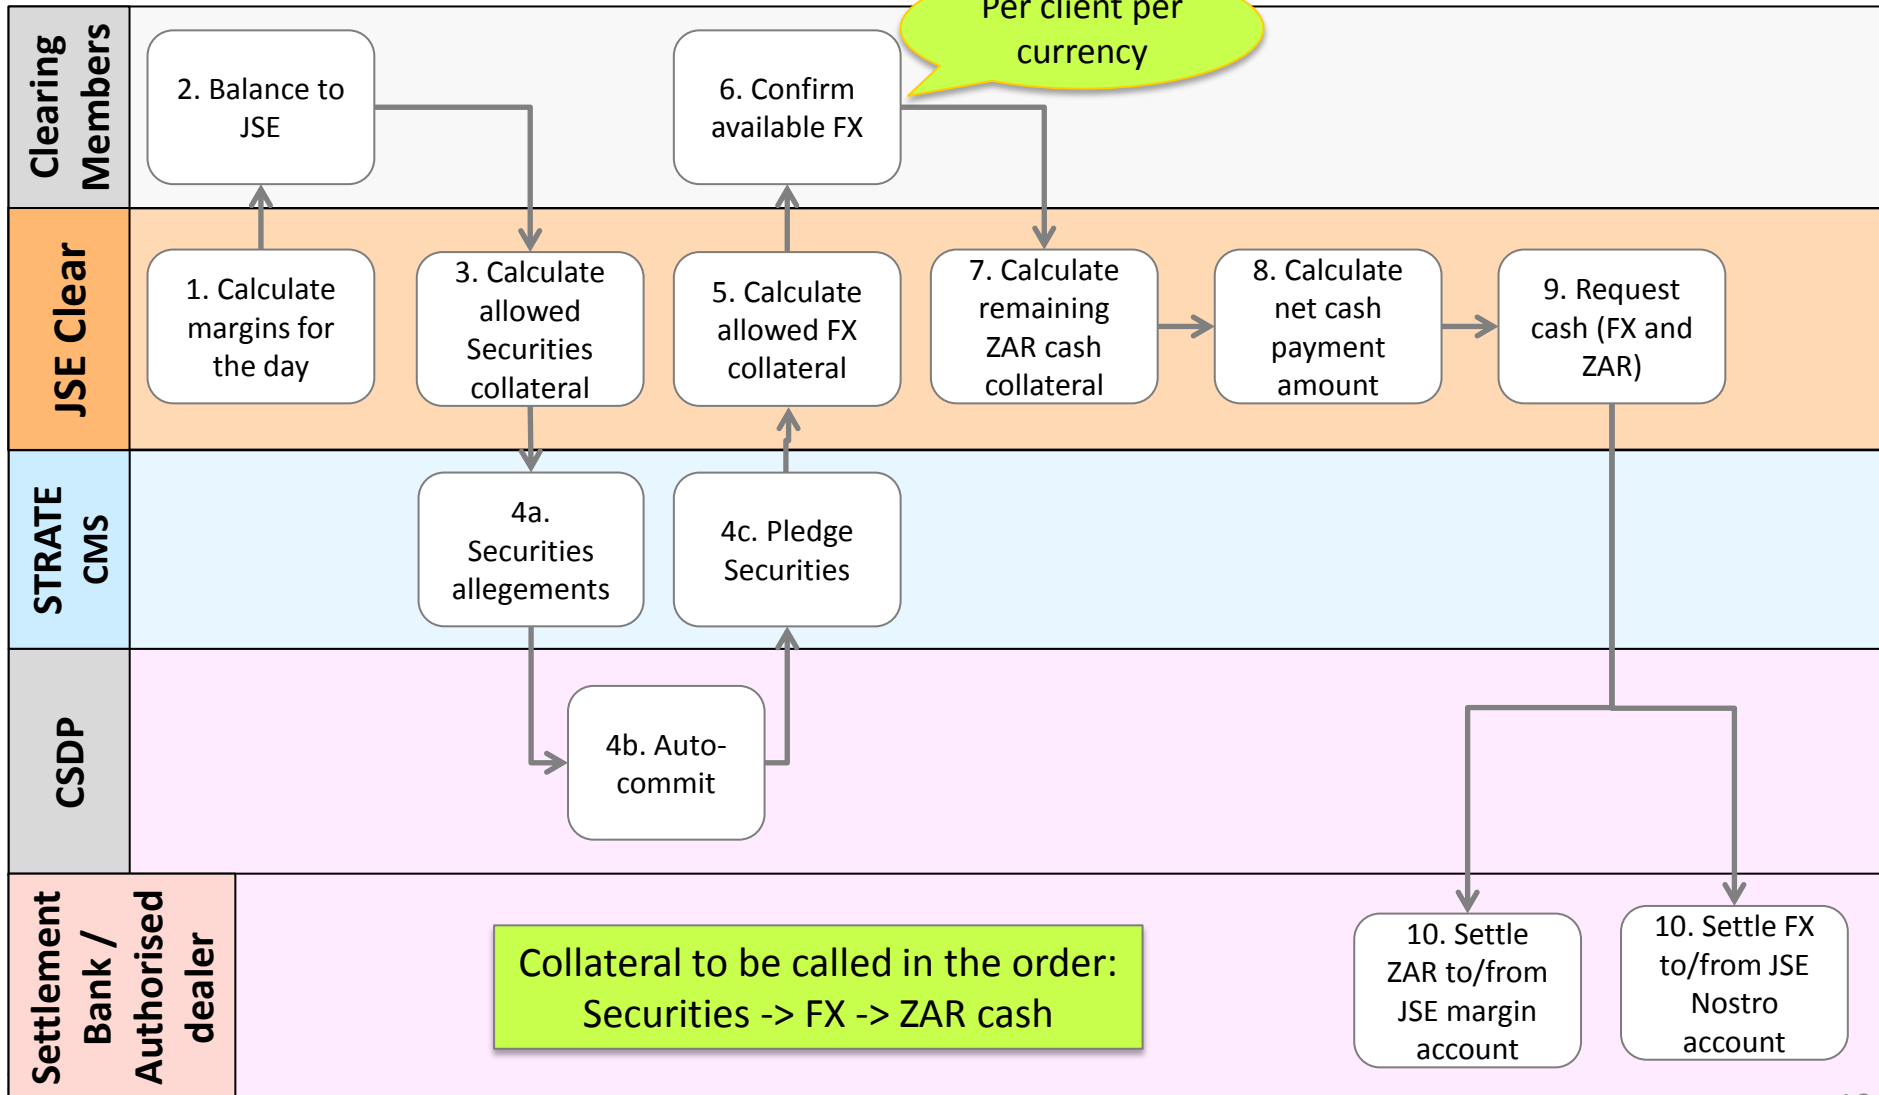 Per client per
currency
Clearing
Members
2. Balance to
JSE
6. Confirm
available FX
JSE Clear
1. Calculate
margins for
the day
3. Calculate
allowed
Securities
collateral
5. Calculate
allowed FX
collateral
7. Calculate
remaining
ZAR cash
collateral
8. Calculate
net cash
payment
amount
9. Request
cash (FX and
ZAR)
STRATE
CMS
4a.
Securities
allegements
4c. Pledge
Securities
CSDP
4b. Auto-
commit
Settlement
Bank /
Authorised
dealer
Collateral to be called in the order:
Securities -> FX -> ZAR cash
10. Settle
ZAR to/from
JSE margin
account
10. Settle FX
to/from JSE
Nostro
account